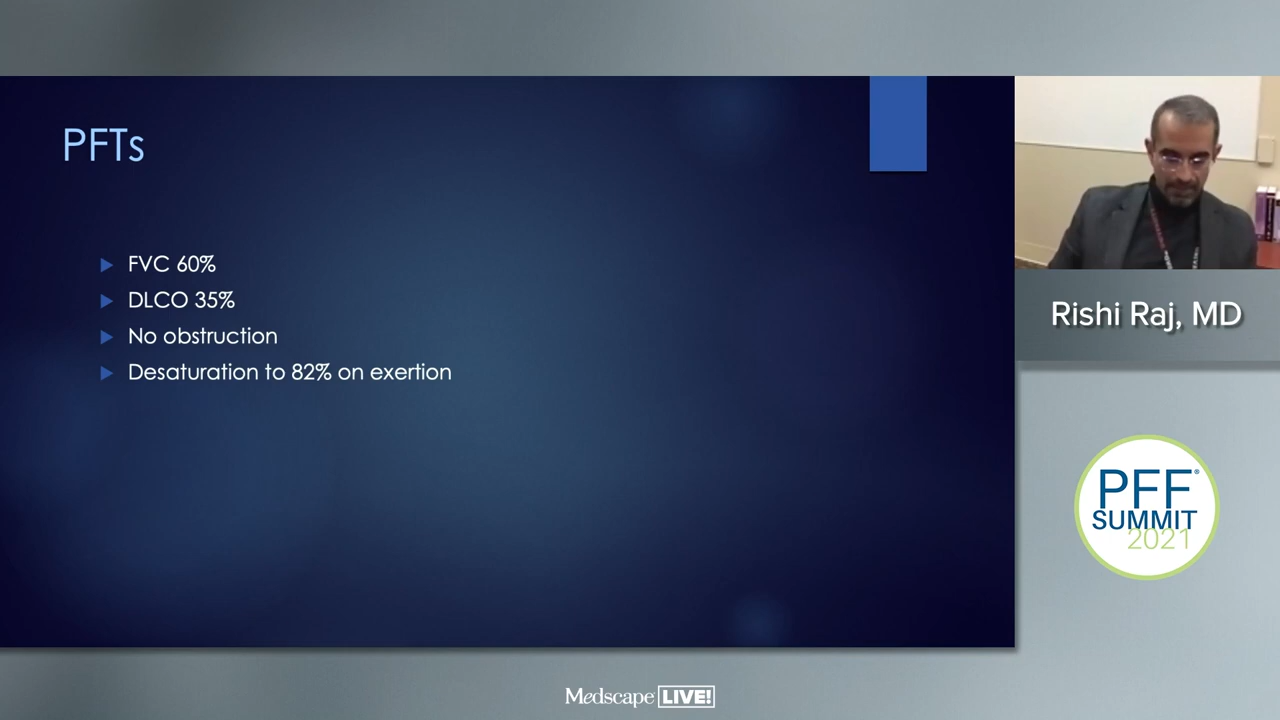 PFTs
FVC 60%
DLCO 35%
No obstruction
Desaturation to 82% on exertion
Rishi Raj, MD
PFF®
SUMMIT
2021
Medscape LIVE!